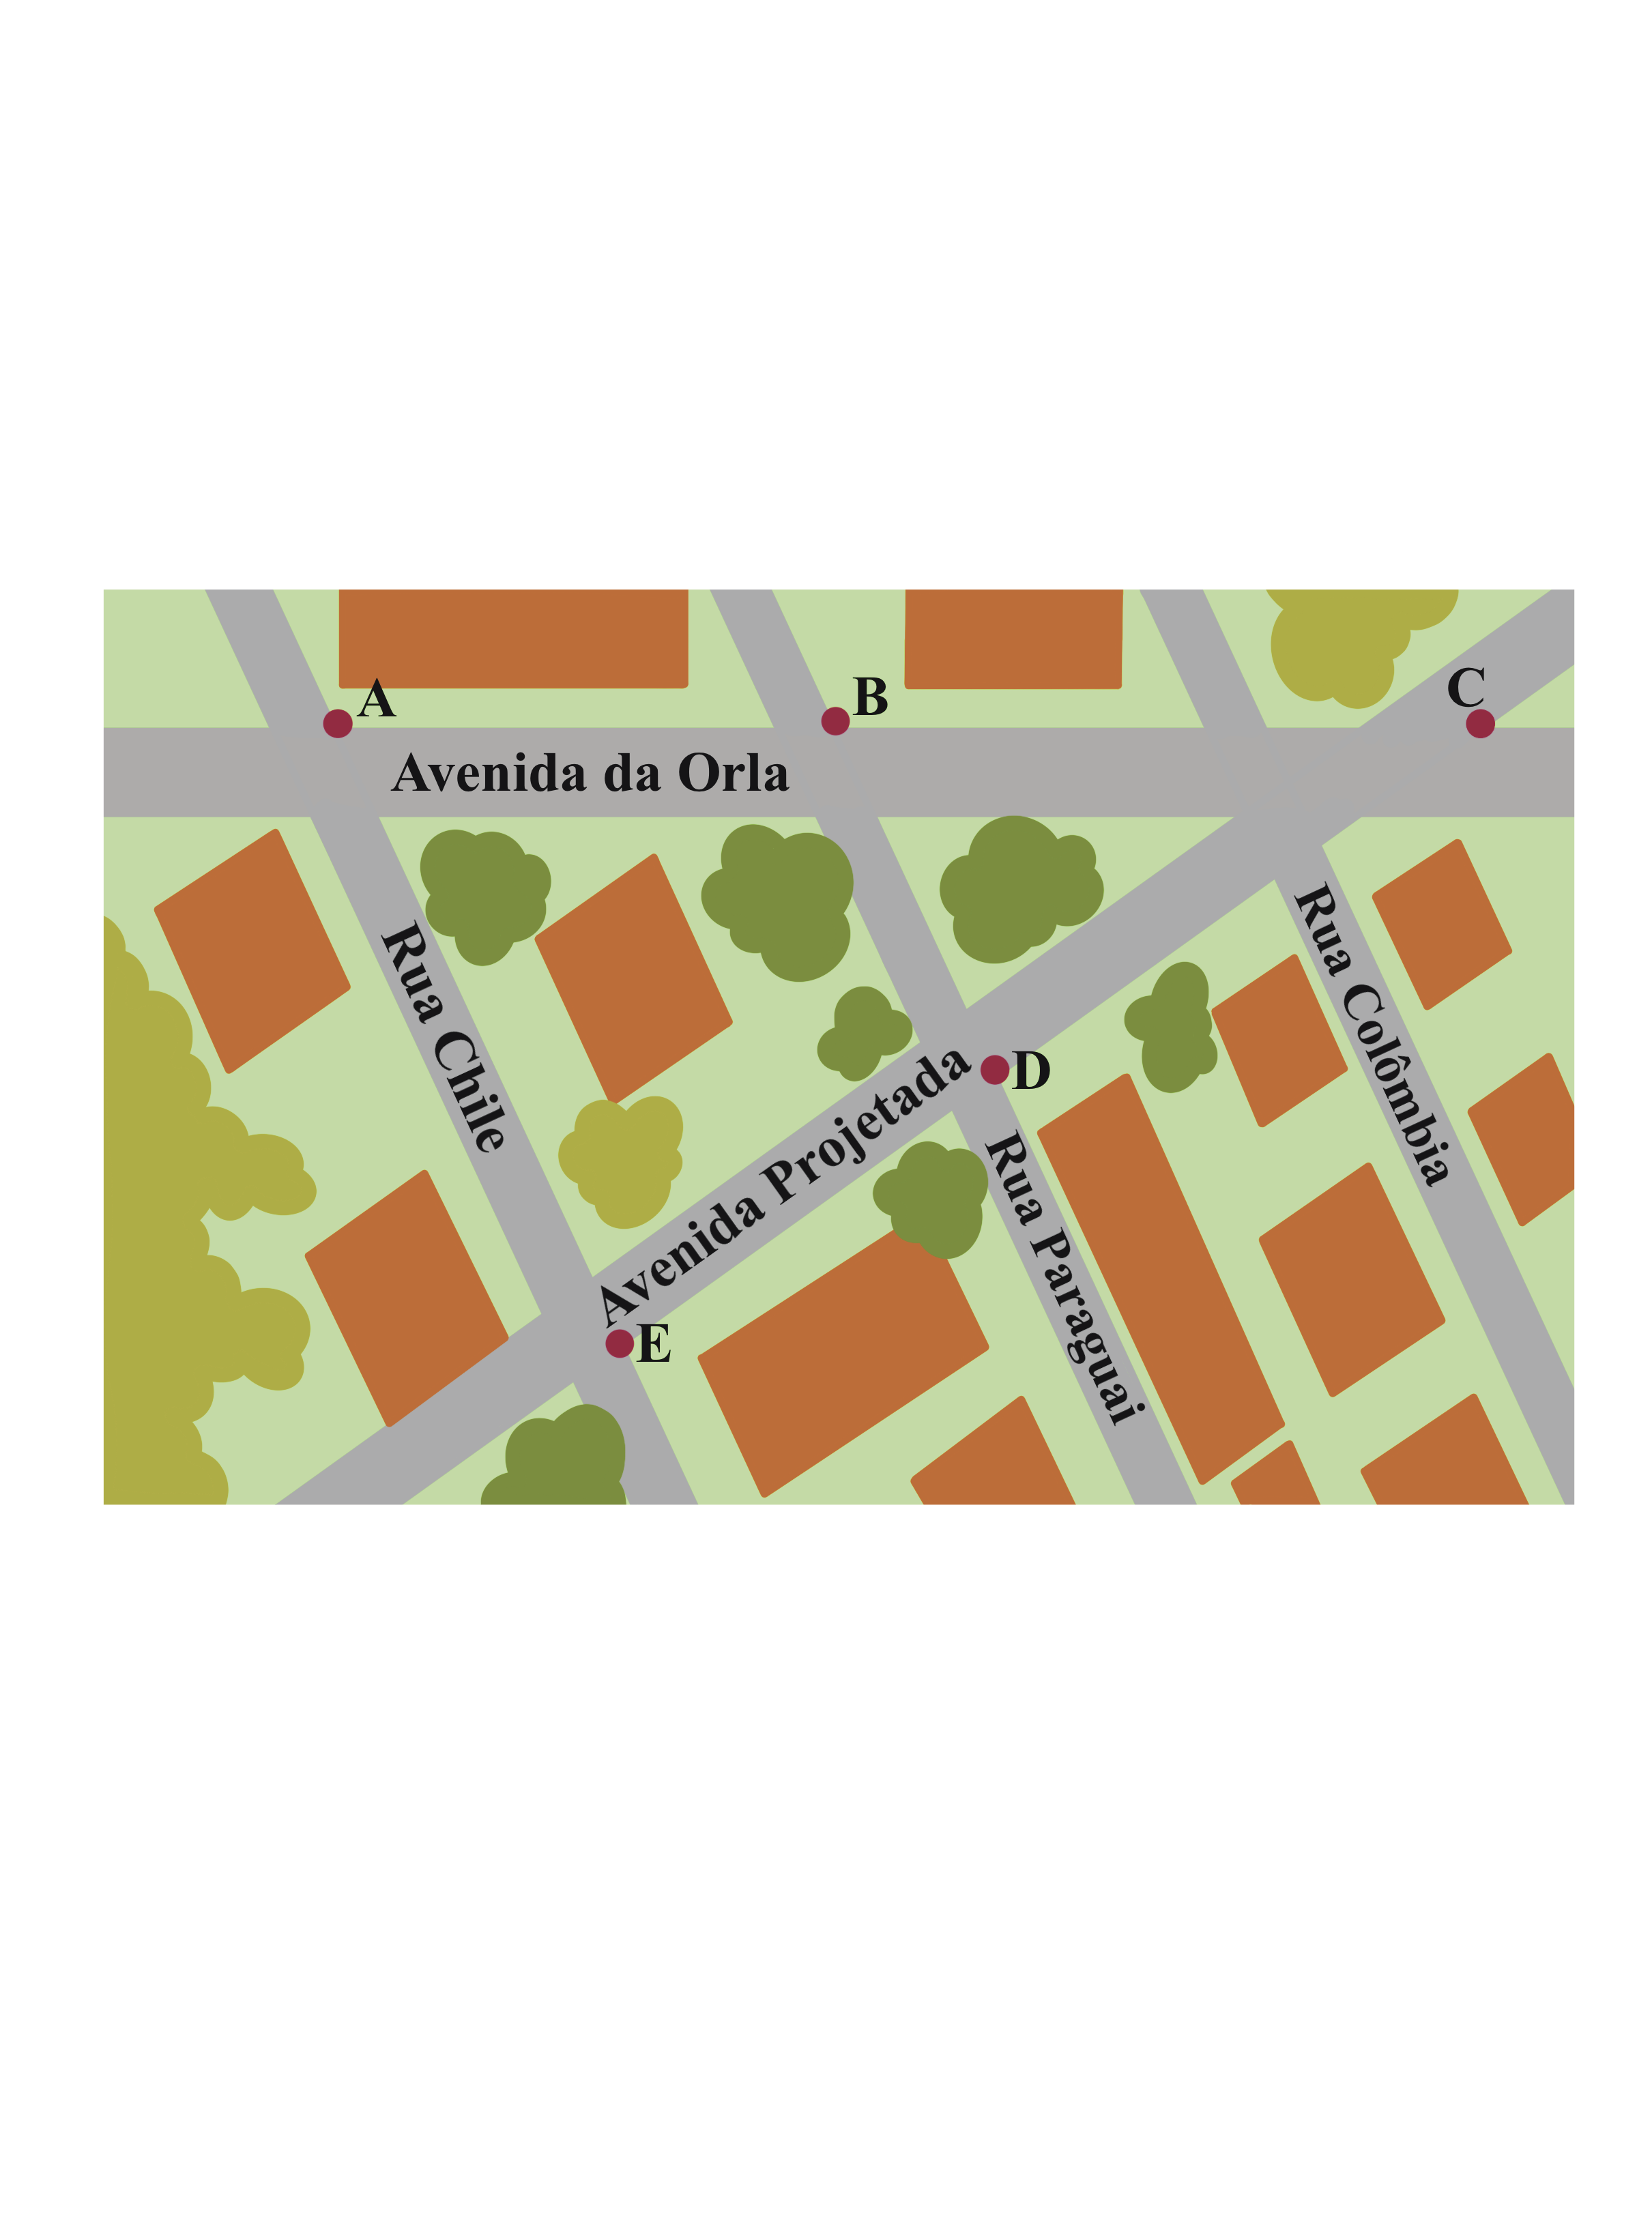 A
B
C
Avenida da Orla
Rua Chile
Rua Colômbia
Avenida Projetada
D
Rua Paraguai
E